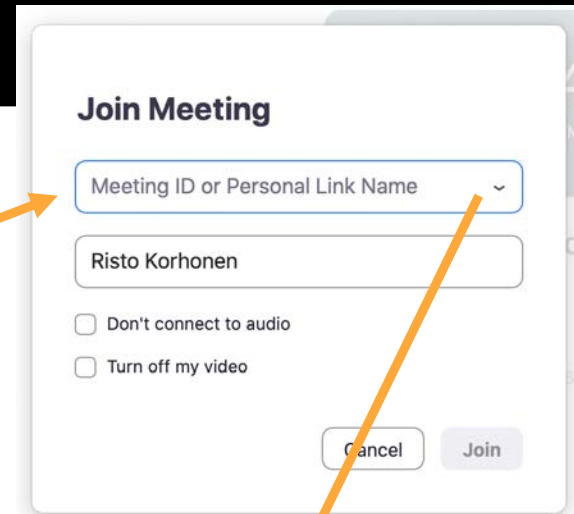 Join Meeting
Meeting ID or Personal Link Name
Risto Korhonen
Don't connect to audio
Turn off my video
Cancel Join